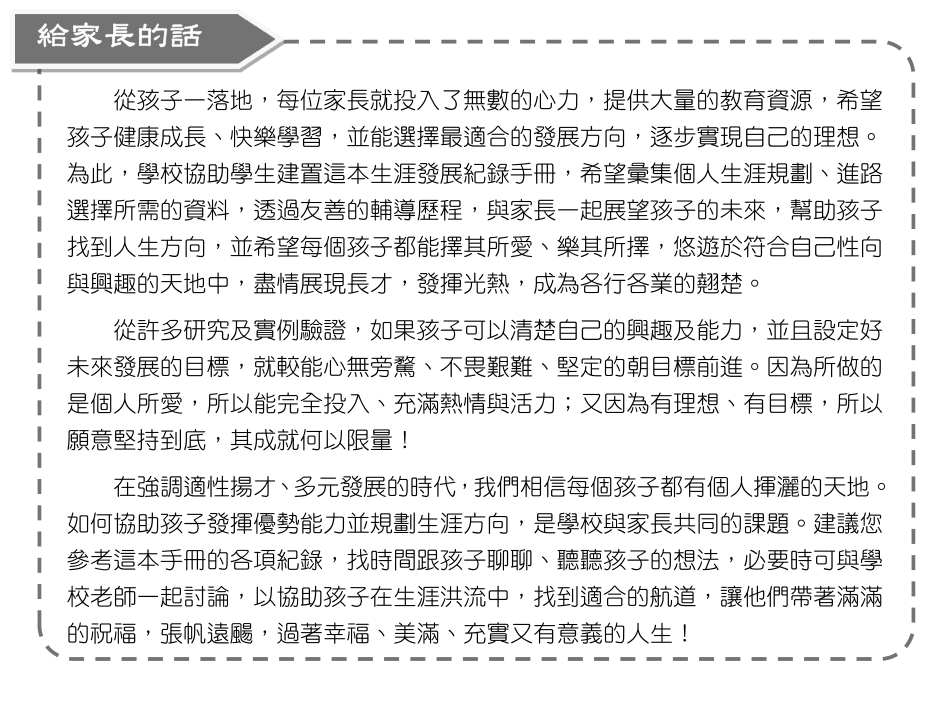 給家長的話
從孩子一落地，每位家長就投入了無數的心力，提供大量的教育資源，希望
孩子健康成長、快樂學習，並能選擇最適合的發展方向，逐步實現自己的理想。
為此，學校協助學生建置這本生涯發展紀錄手冊，希望彙集個人生涯規劃、進路
選擇所需的資料，透過友善的輔導歷程，與家長一起展望孩子的未來，幫助孩子
找到人生方向，並希望每個孩子都能擇其所愛、樂其所擇，悠遊於符合自己性向
與興趣的天地中，盡情展現長才，發揮光熱，成為各行各業的翹楚。
從許多研究及實例驗證，如果孩子可以清楚自己的興趣及能力，並且設定好
未來發展的目標，就較能心無旁騖、不畏艱難、堅定的朝目標前進。因為所做的
是個人所愛，所以能完全投入、充滿熱情與活力；又因為有理想、有目標，所以
願意堅持到底，其成就何以限量！
在強調適性揚才、多元發展的時代，我們相信每個孩子都有個人揮灑的天地。
如何協助孩子發揮優勢能力並規劃生涯方向，是學校與家長共同的課題。建議您
參考這本手冊的各項紀錄，找時間跟孩子聊聊、聽聽孩子的想法，必要時可與學
校老師一起討論，以協助孩子在生涯洪流中，找到適合的航道，讓他們帶著滿滿
的祝福，張帆遠颺，過著幸福、美滿、充實又有意義的人生！